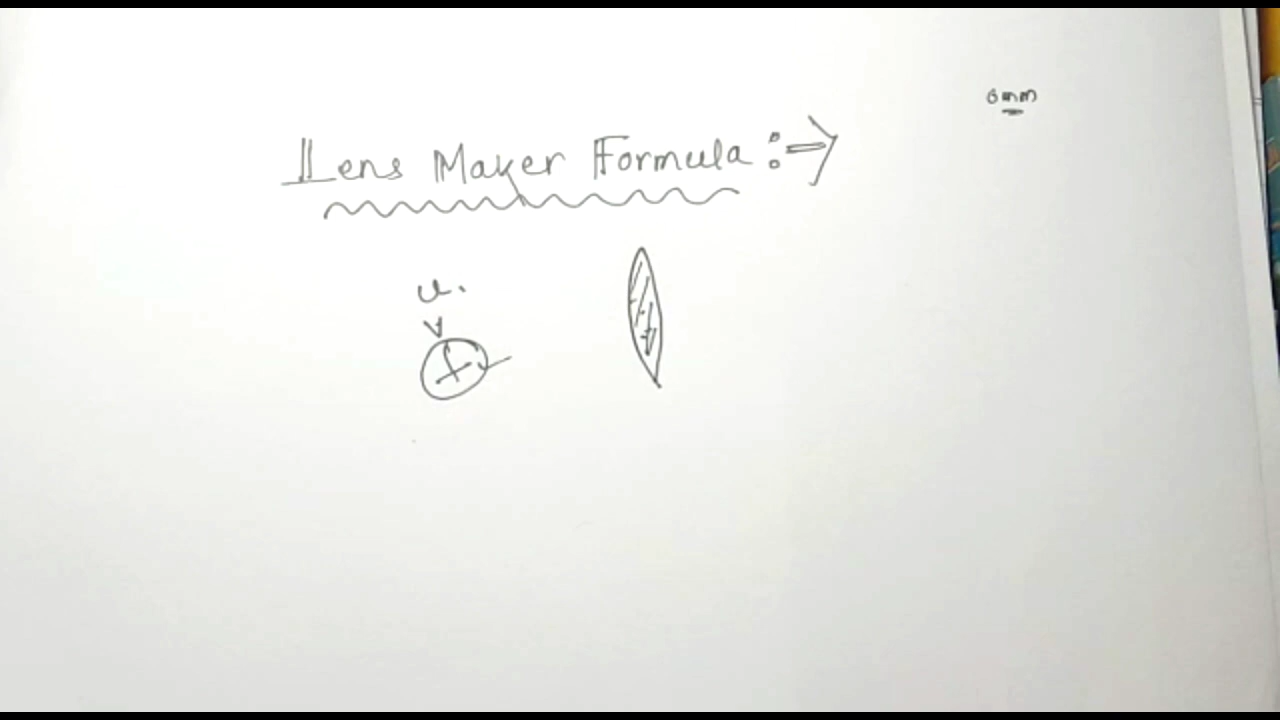 6mm
Lens Maker Formula :⇒
u.
v
f